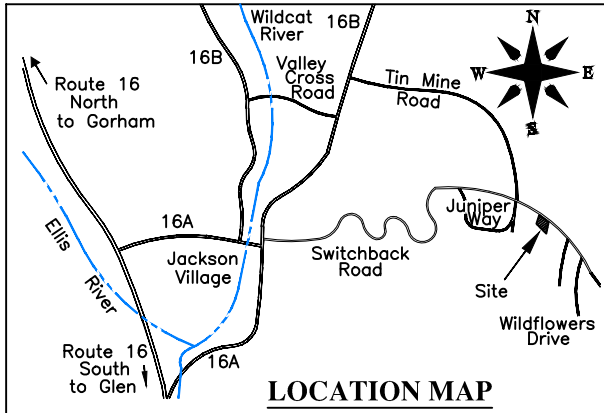 Wildcat
River
16B
16B
N
W
E
S
Valley
Cross
Road
Tin Mine
Road
Route 16
North
to Gorham
Ellis
River
16A
Jackson
Village
Switchback
Road
Juniper
Way
Site
Wildflowers
Drive
Route 16
South
to Glen
16A
LOCATION MAP